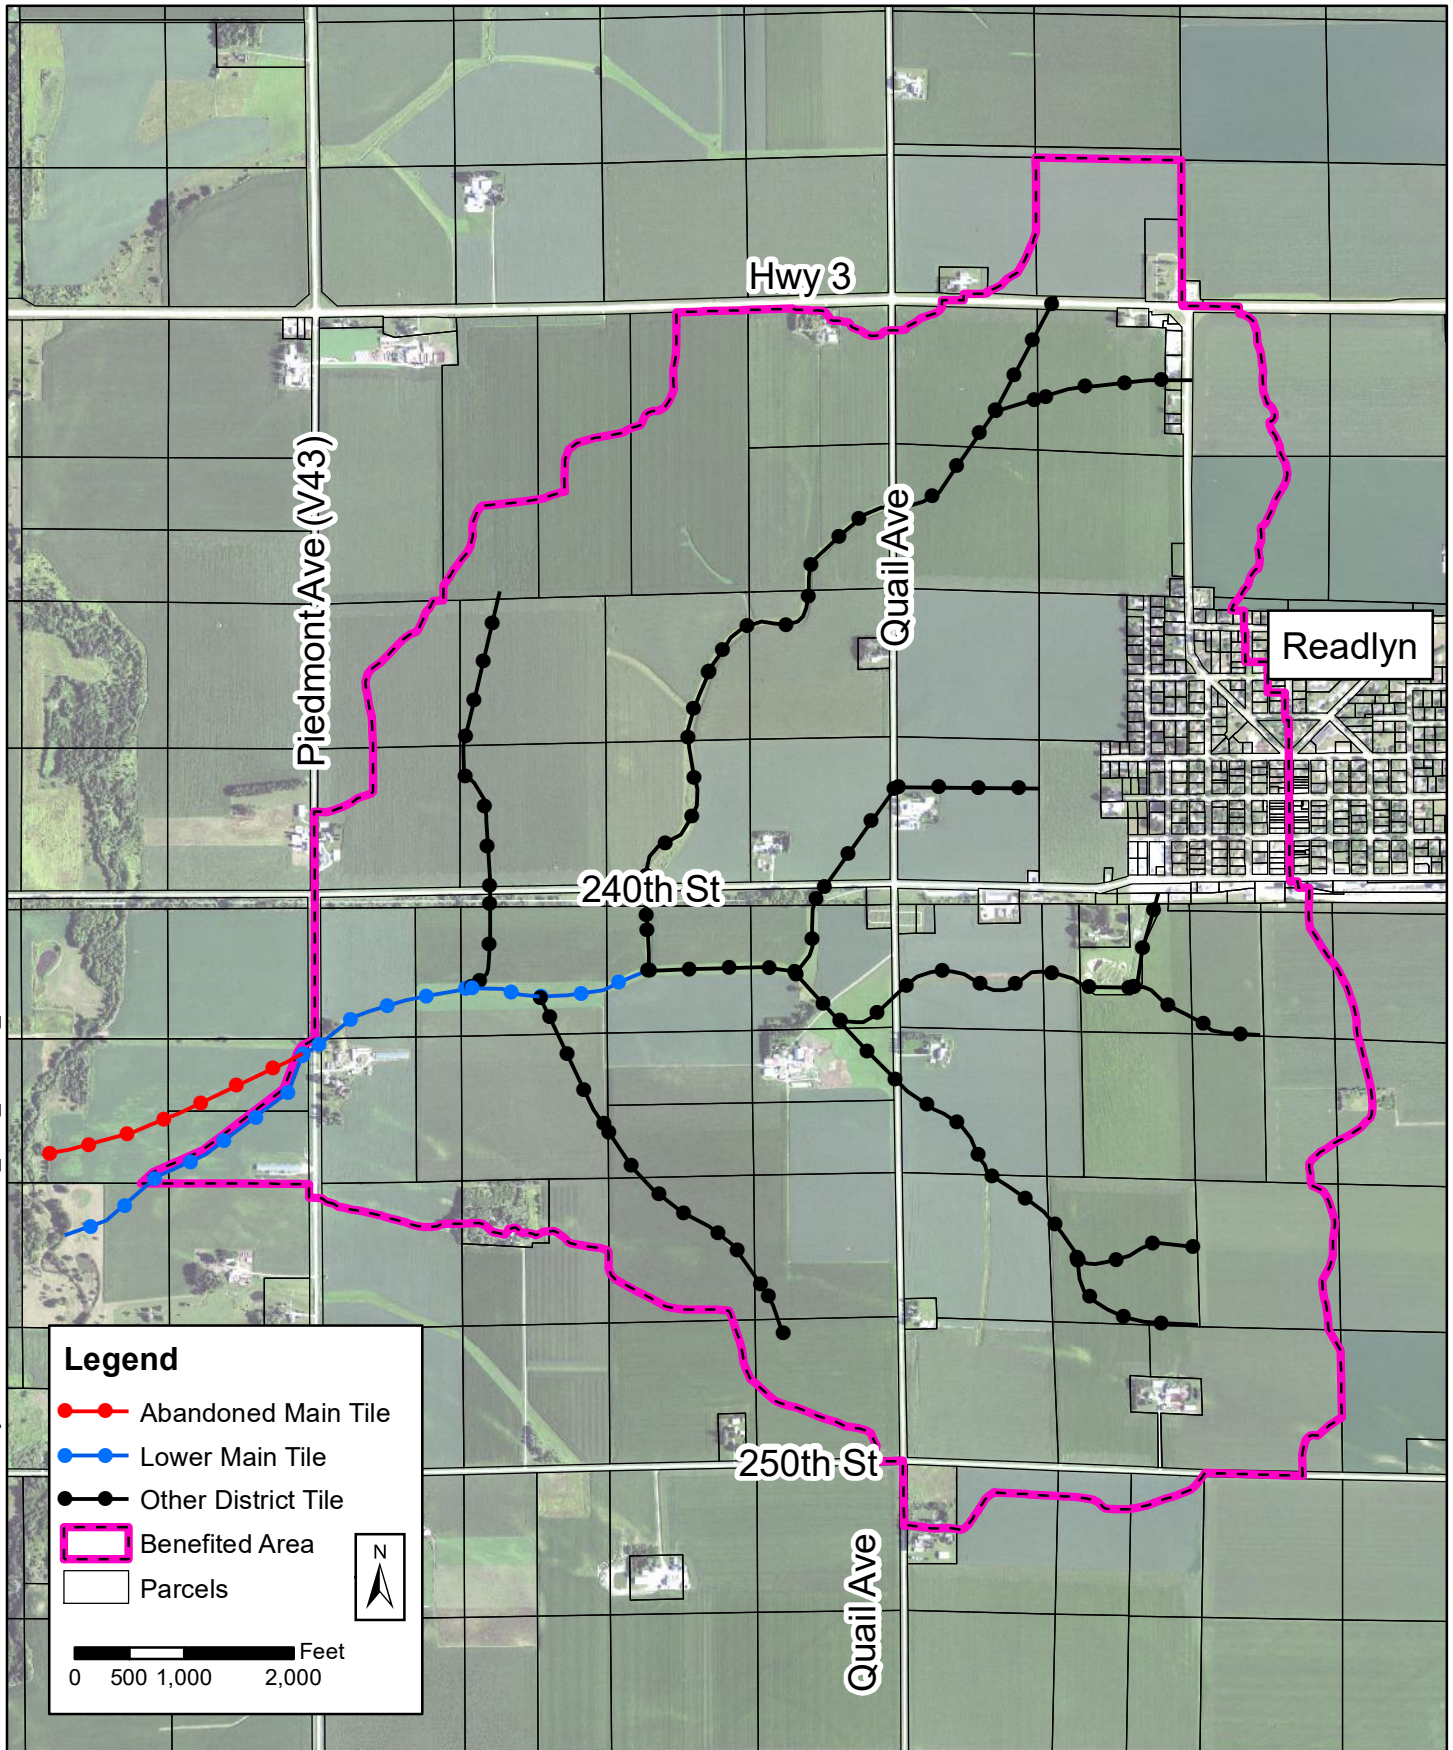 Hwy 3
Piedmont Ave (V43)
Quail Ave
Readlyn
240th St
250th St
Quail Ave
Legend
Abandoned Main Tile
Lower Main Tile
Other District Tile
Benefited Area
Parcels
N
Feet
0 500 1,000 2,000